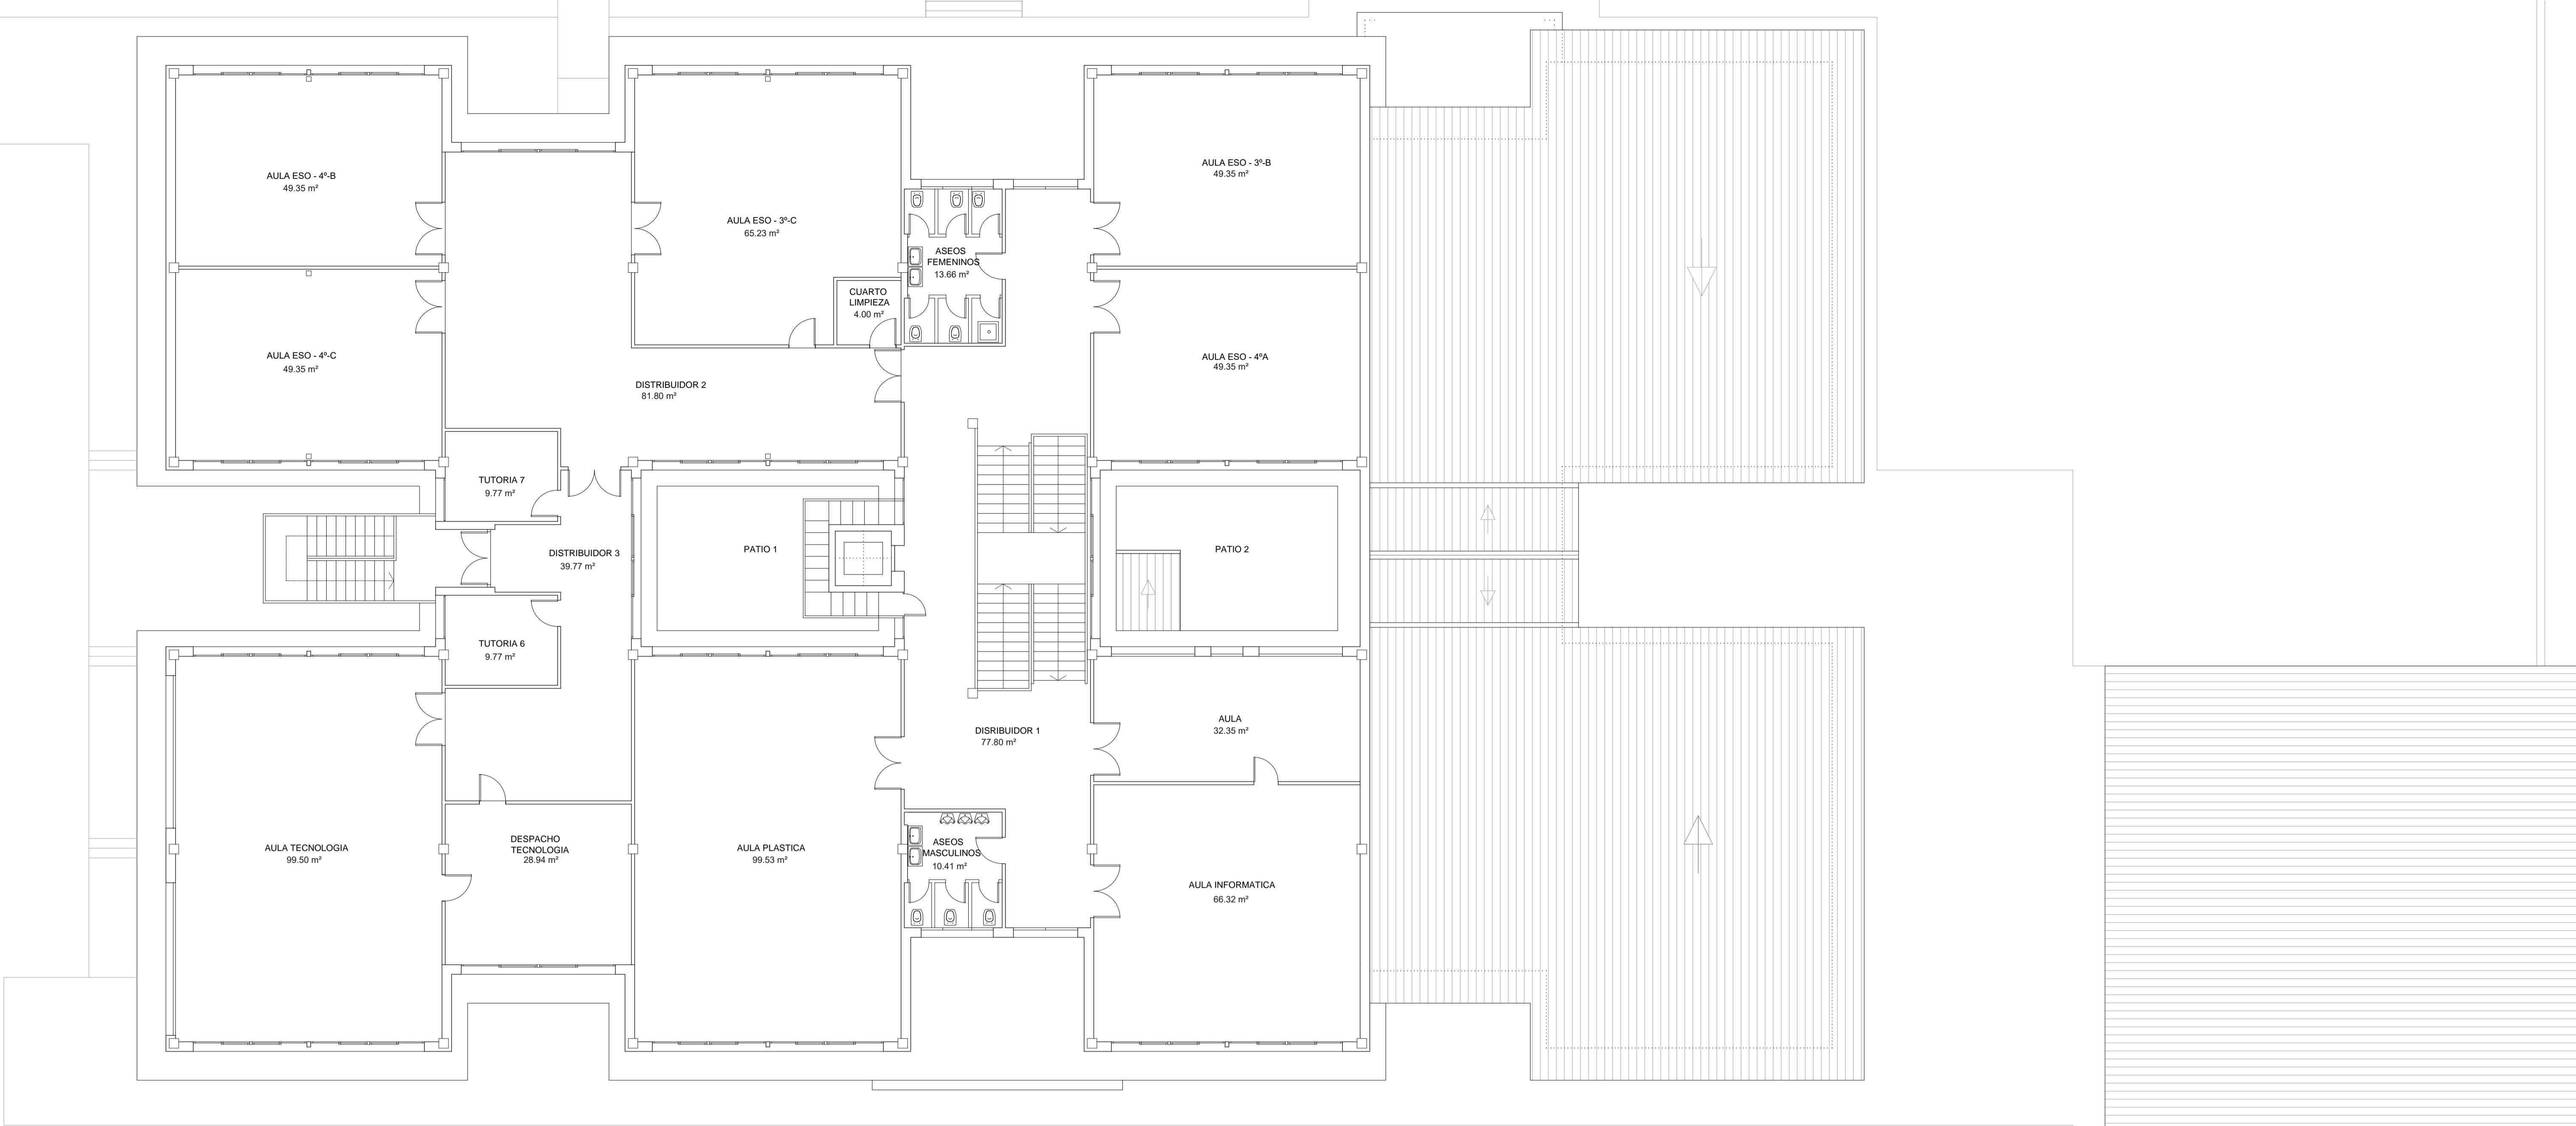 AULA ESO - 4º-B
49.35 m²
AULA ESO - 3º-C
65.23 m²
AULA ESO - 3º-B
49.35 m²
ASEOS
FEMENINOS
13.66 m²
CUARTO
LIMPIEZA
4.00 m²
AULA ESO - 4º-C
49.35 m²
DISTRIBUIDOR 2
81.80 m²
AULA ESO - 4ºA
49.35 m²
TUTORIA 7
9.77 m²
DISTRIBUIDOR 3
39.77 m²
PATIO 1
PATIO 2
TUTORIA 6
9.77 m²
DISRIBUIDOR 1
77.80 m²
AULA
32.35 m²
AULA TECNOLOGIA
99.50 m²
DESPACHO
TECNOLOGIA
28.94 m²
AULA PLASTICA
99.53 m²
ASEOS
MASCULINOS
10.41 m²
AULA INFORMATICA
66.32 m²